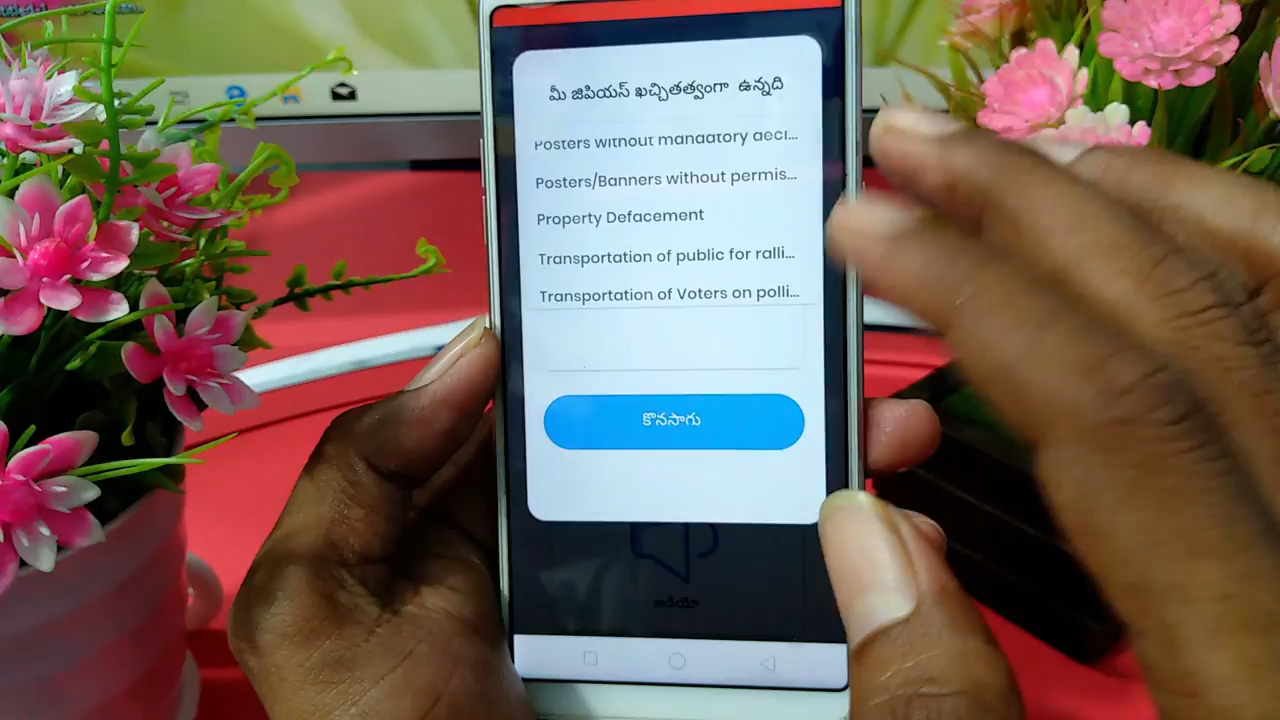 మీ జిపియస్ ఖచ్చితత్వంగా ఉన్నది
Posters without mandatory decl...
Posters/Banners without permis...
Property Defacement
Transportation of public for ralli...
Transportation of Voters on polli...
కొనసాగు
ఆడియో